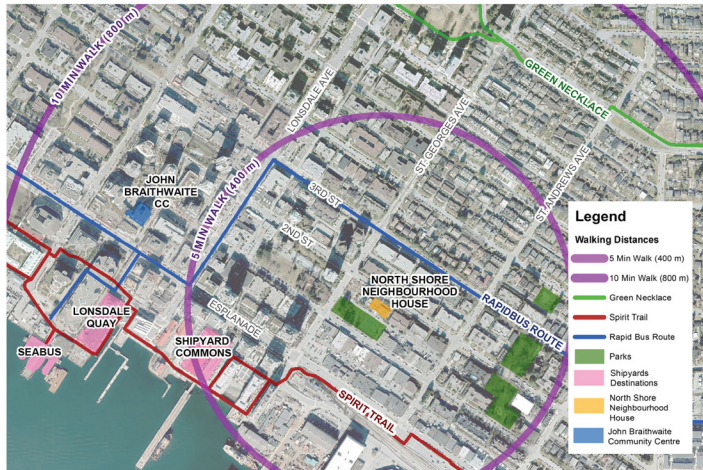 10 MIN WALK (800 m)
GREEN NECKLACE
LONSDALE AVE
ST. GEORGES AVE
ST. ANDREWS AVE
JOHN
BRAITHWAITE
CC
5 MIN WALK (400 m)
3RD ST
2ND ST
NORTH SHORE
NEIGHBOURHOOD
HOUSE
RAPIDBUS ROUTE
ESPLANADE
LONSDALE
QUAY
SEABUS
SHIPYARD
COMMONS
SPIRIT TRAIL
Legend
Walking Distances
5 Min Walk (400 m)
10 Min Walk (800 m)
Green Necklace
Spirit Trail
Rapid Bus Route
Parks
Shipyards
Destinations
North Shore
Neighbourhood
House
John Braithwaite
Community Centre